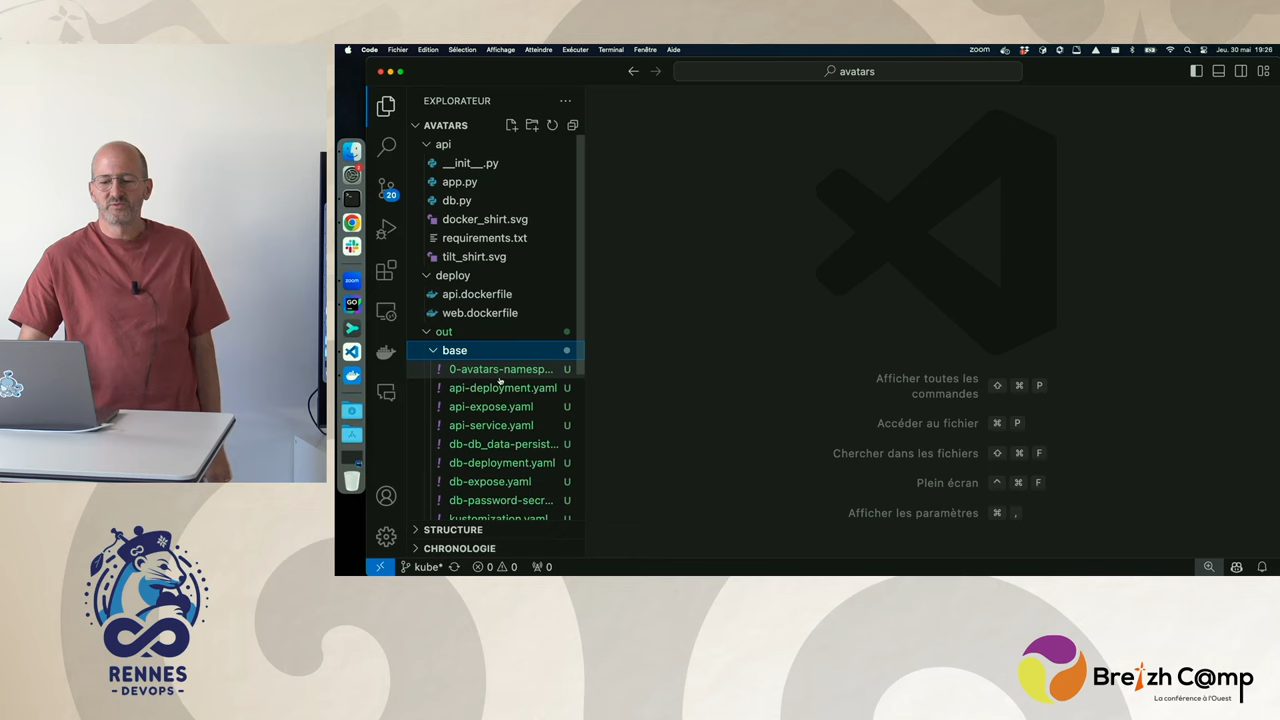 Code Fichier Edition Sélection Affichage Atteindre Exécuter Terminal Fenêtre Aide
zoom
Jeu. 30 mai 19:26
avatars
EXPLORATEUR
AVATARS
api
__init__.py
app.py
db.py
docker_shirt.svg
requirements.txt
tilt_shirt.svg
deploy
api.dockerfile
web.dockerfile
out
base
0-avatars-namesp... U
api-deployment.yaml U
api-expose.yaml U
api-service.yaml U
db-db_data-persist... U
db-deployment.yaml U
db-expose.yaml U
db-password-secr... U
kustomization.yaml U
STRUCTURE
CHRONOLOGIE
20
zoom
GO
Afficher toutes les
commandes ⇧ ⌘ P
Accéder au fichier ⌘ P
Chercher dans les fichiers ⇧ ⌘ F
Plein écran ^ ⌘ F
Afficher les paramètres ⌘ ,
kube* 0 0 0
RENNES
- DEVOPS -
Breizh C@mp
La conférence à l'Ouest